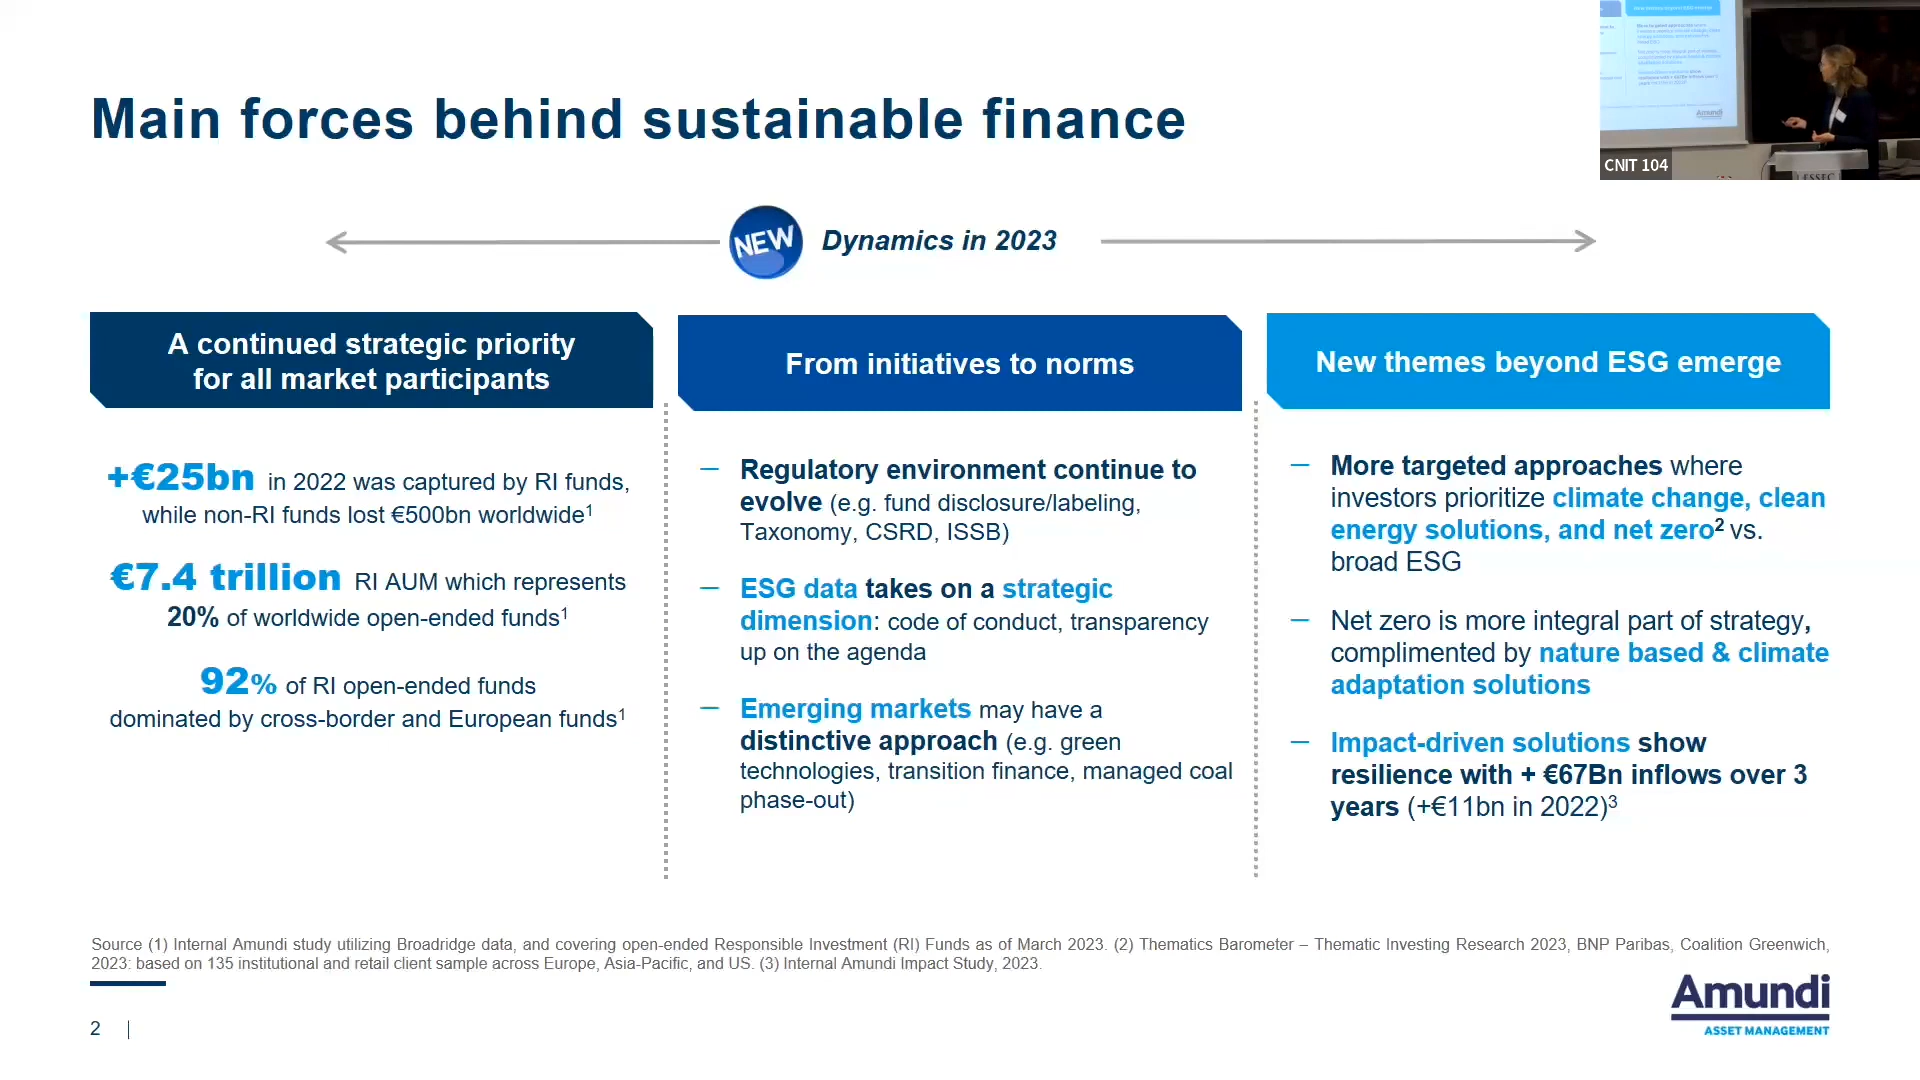 Main forces behind sustainable finance
CNIT 104
ESSEC
NEW Dynamics in 2023
A continued strategic priority
for all market participants
+€25bn in 2022 was captured by RI funds,
while non-RI funds lost €500bn worldwide1
€7.4 trillion RI AUM which represents
20% of worldwide open-ended funds1
92% of RI open-ended funds
dominated by cross-border and European funds1
From initiatives to norms
– Regulatory environment continue to
evolve (e.g. fund disclosure/labeling,
Taxonomy, CSRD, ISSB)
– ESG data takes on a strategic
dimension: code of conduct, transparency
up on the agenda
– Emerging markets may have a
distinctive approach (e.g. green
technologies, transition finance, managed coal
phase-out)
New themes beyond ESG emerge
– More targeted approaches where
investors prioritize climate change, clean
energy solutions, and net zero2 vs.
broad ESG
– Net zero is more integral part of strategy,
complimented by nature based & climate
adaptation solutions
– Impact-driven solutions show
resilience with + €67Bn inflows over 3
years (+€11bn in 2022)3
Source (1) Internal Amundi study utilizing Broadridge data, and covering open-ended Responsible Investment (RI) Funds as of March 2023. (2) Thematics Barometer – Thematic Investing Research 2023, BNP Paribas, Coalition Greenwich,
2023: based on 135 institutional and retail client sample across Europe, Asia-Pacific, and US. (3) Internal Amundi Impact Study, 2023.
2 |
Amundi
ASSET MANAGEMENT